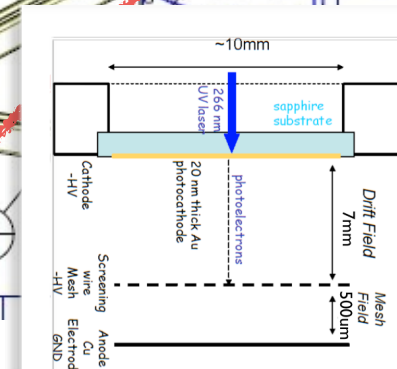 ~10mm
266 nm
UV laser
sapphire
substrate
Cathode
-HV
20 nm thick Au
photocathode
photoelectrons
Drift Field
7mm
Screening
wire
Mesh
-HV
Mesh
Field
500um
Anode
Cu
Electrod
GND